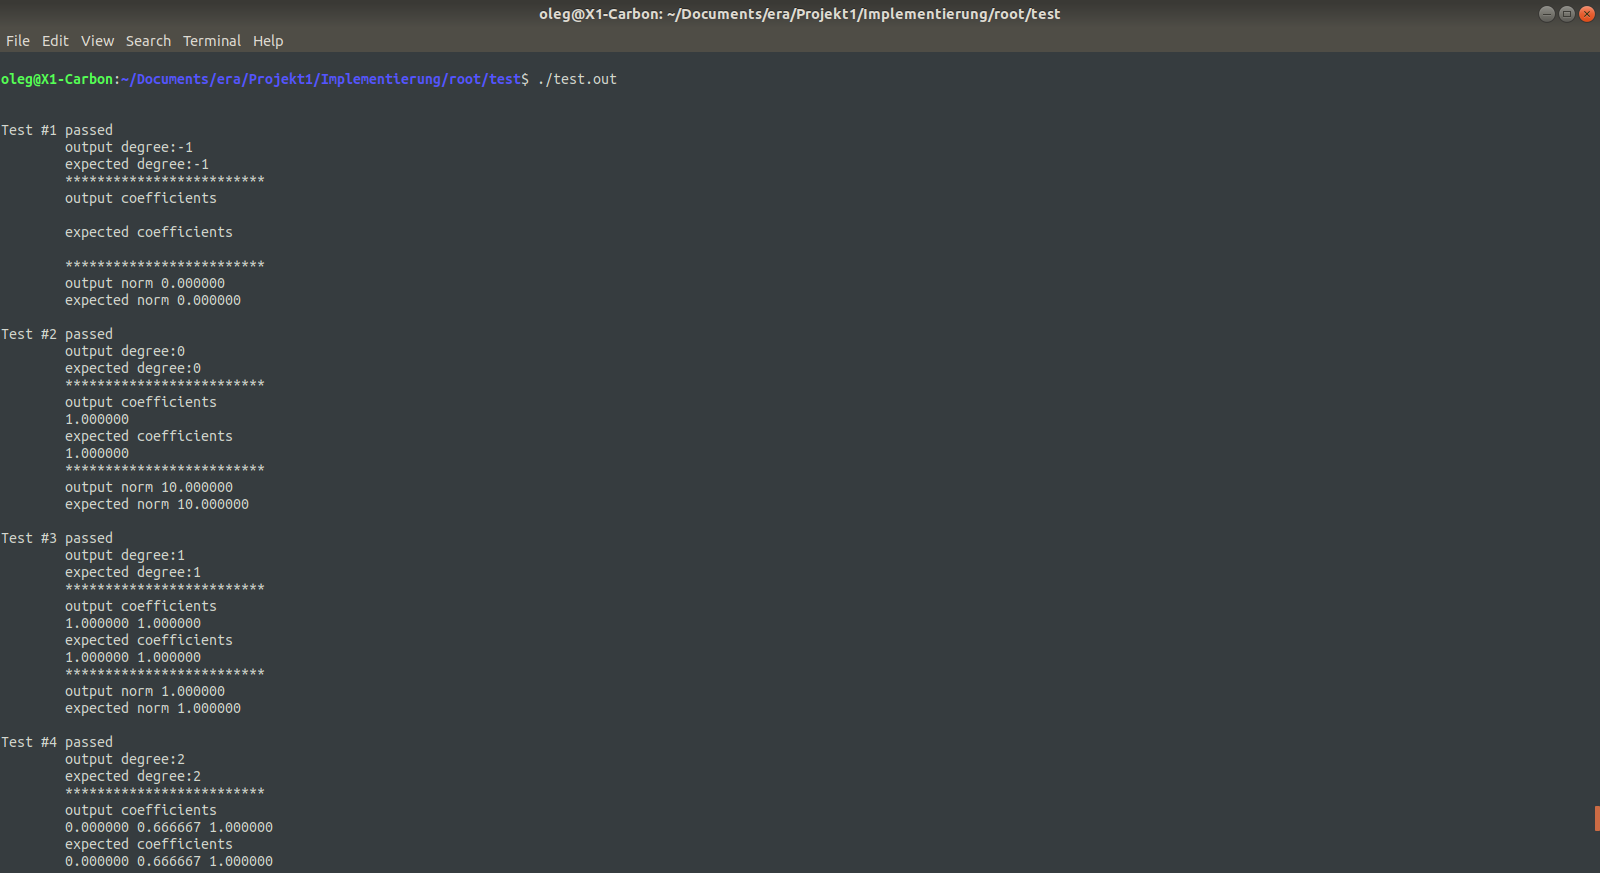 oleg@X1-Carbon: ~/Documents/era/Projekt1/Implementierung/root/test
File Edit View Search Terminal Help
oleg@X1-Carbon:~/Documents/era/Projekt1/Implementierung/root/test$ ./test.out
Test #1 passed
output degree:-1
expected degree:-1
*************************
output coefficients
expected coefficients
*************************
output norm 0.000000
expected norm 0.000000
Test #2 passed
output degree:0
expected degree:0
*************************
output coefficients
1.000000
expected coefficients
1.000000
*************************
output norm 10.000000
expected norm 10.000000
Test #3 passed
output degree:1
expected degree:1
*************************
output coefficients
1.000000 1.000000
expected coefficients
1.000000 1.000000
*************************
output norm 1.000000
expected norm 1.000000
Test #4 passed
output degree:2
expected degree:2
*************************
output coefficients
0.000000 0.666667 1.000000
expected coefficients
0.000000 0.666667 1.000000